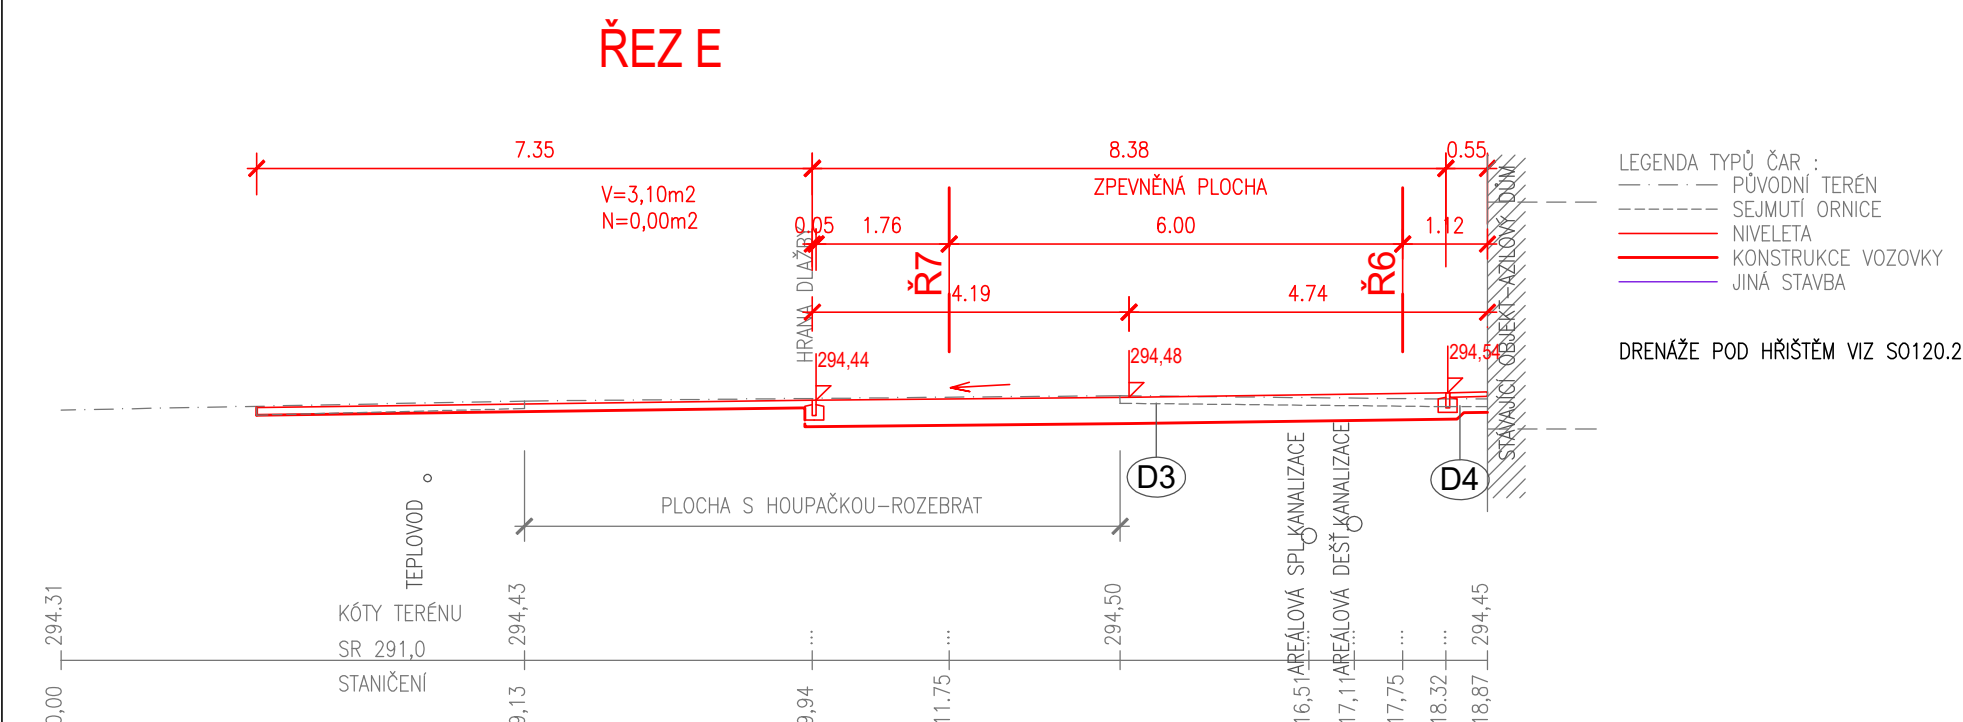 ŘEZ E
7.35
8.38
0.55
V=3,10m2
N=0,00m2
ZPEVNĚNÁ PLOCHA
0.05
1.76
6.00
1.12
HRANA DLAŽBY
Ř7
Ř6
4.19
4.74
294,44
294,48
294,54
STÁVAJÍCÍ OBJEKT-AZILOVÝ DŮM
LEGENDA TYPŮ ČAR :
PŮVODNÍ TERÉN
SEJMUTÍ ORNICE
NIVELETA
KONSTRUKCE VOZOVKY
JINÁ STAVBA
DRENÁŽE POD HŘIŠTĚM VIZ SO120.2
D3
D4
PLOCHA S HOUPAČKOU-ROZEBRAT
TEPLOVOD
AREÁLOVÁ SPL.KANALIZACE
AREÁLOVÁ DEŠŤ.KANALIZACE
KÓTY TERÉNU
SR 291,0
STANIČENÍ
294.31
294,43
...
...
294,50
...
...
...
...
294,45
0,00
9,13
9,94
11.75
16,51
17,11
17,75
18.32
18,87